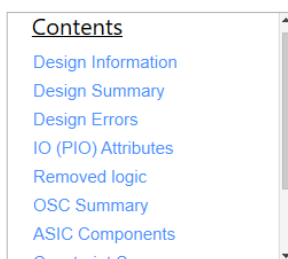 Contents
Design Information
Design Summary
Design Errors
IO (PIO) Attributes
Removed logic
OSC Summary
ASIC Components